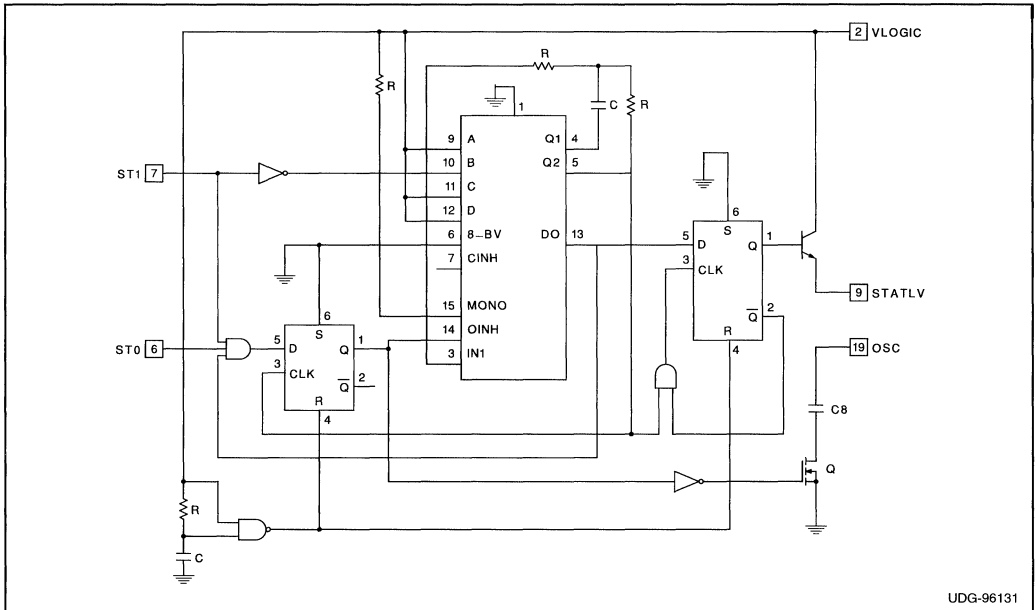 2 VLOGIC
R
R
C R
1
9 A Q1 4
10 B Q2 5
ST1 7
11 C
12 D
6 8–BV DO 13
7 CINH
15 MONO
14 OINH
3 IN1
6
S
5 D Q 1
3 CLK
Q 2
R
4
9 STATLV
ST0 6
6
S
5 D Q 1
3 CLK
Q 2
R
4
19 OSC
C8
Q
R
C
UDG-96131